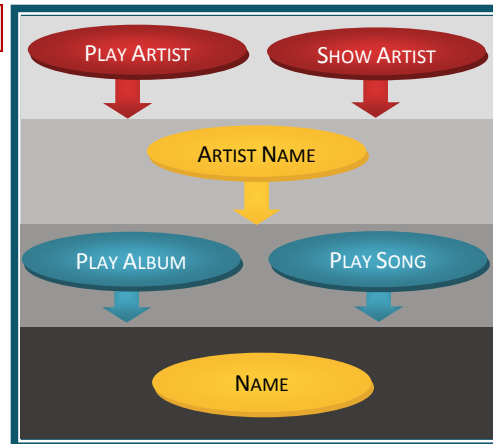 PLAY ARTIST
SHOW ARTIST
ARTIST NAME
PLAY ALBUM
PLAY SONG
NAME